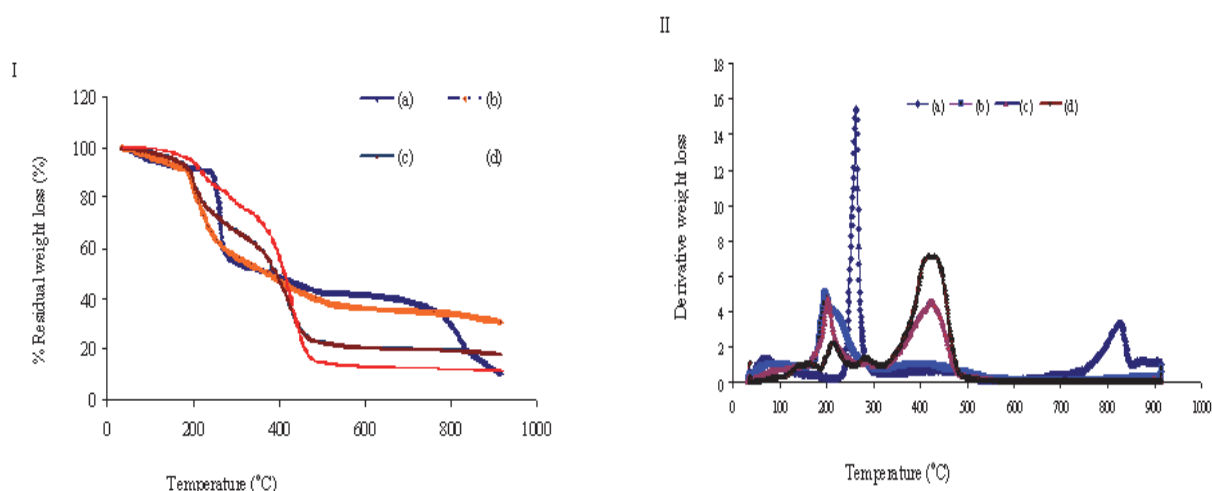 I
120
100
80
60
40
20
0
% Residual weight loss (%)
(a) (b)
(c) (d)
0 200 400 600 800 1000
Temperature (°C)
II
18
16
14
12
10
8
6
4
2
0
Derivative weight loss
(a) (b) (c) (d)
0 100 200 300 400 500 600 700 800 900 1000
Temperature (°C)